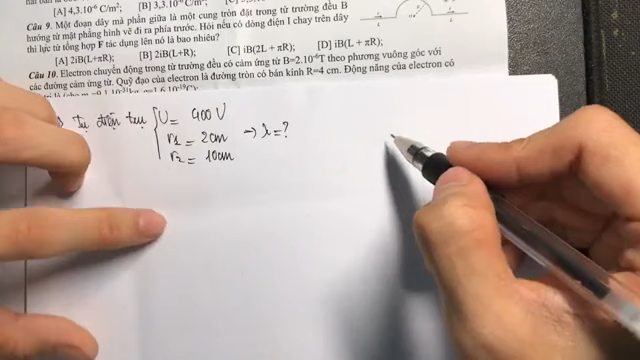 [A] 4,3.10⁻⁶ C/m²; [B] 3,3.10⁻⁶ C/m²;
Câu 9. Một đoạn dây mà phần giữa là một cung tròn đặt trong từ trường đều B
hướng từ mặt phẳng hình vẽ đi ra phía trước. Hỏi nếu có dòng điện I chay trên dây
thì lực từ tổng hợp F tác dụng lên nó là bao nhiêu?
[A] 2iB(L+πR); [B] 2iB(L+R); [C] iB(2L + πR); [D] iB(L + πR);
Câu 10. Electron chuyển động trong từ trường đều có cảm ứng từ B=2.10⁻⁶T theo phương vuông góc với
các đường cảm ứng từ. Quỹ đạo của electron là đường tròn có bán kính R=4 cm. Động năng của electron có
Tụ điện trụ U = 400 V
r1 = 2cm → λ = ?
r2 = 10cm